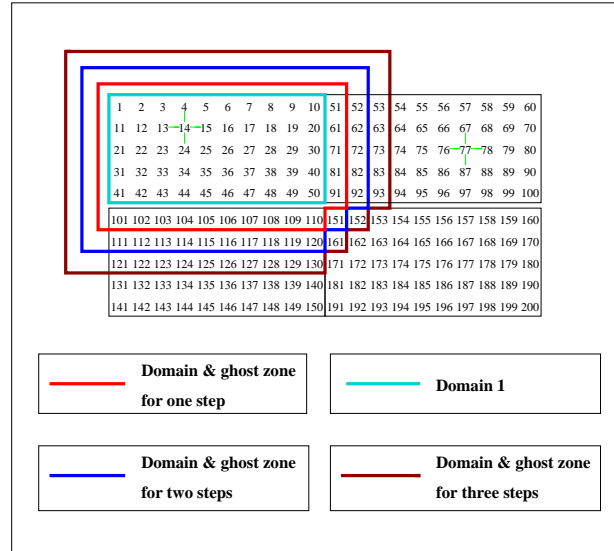 1 2 3 4 5 6 7 8 9 10 51 52 53 54 55 56 57 58 59 60
11 12 13 14 15 16 17 18 19 20 61 62 63 64 65 66 67 68 69 70
21 22 23 24 25 26 27 28 29 30 71 72 73 74 75 76 77 78 79 80
31 32 33 34 35 36 37 38 39 40 81 82 83 84 85 86 87 88 89 90
41 42 43 44 45 46 47 48 49 50 91 92 93 94 95 96 97 98 99 100
101 102 103 104 105 106 107 108 109 110 151 152 153 154 155 156 157 158 159 160
111 112 113 114 115 116 117 118 119 120 161 162 163 164 165 166 167 168 169 170
121 122 123 124 125 126 127 128 129 130 171 172 173 174 175 176 177 178 179 180
131 132 133 134 135 136 137 138 139 140 181 182 183 184 185 186 187 188 189 190
141 142 143 144 145 146 147 148 149 150 191 192 193 194 195 196 197 198 199 200
Domain & ghost zone
for one step
Domain 1
Domain & ghost zone
for two steps
Domain & ghost zone
for three steps